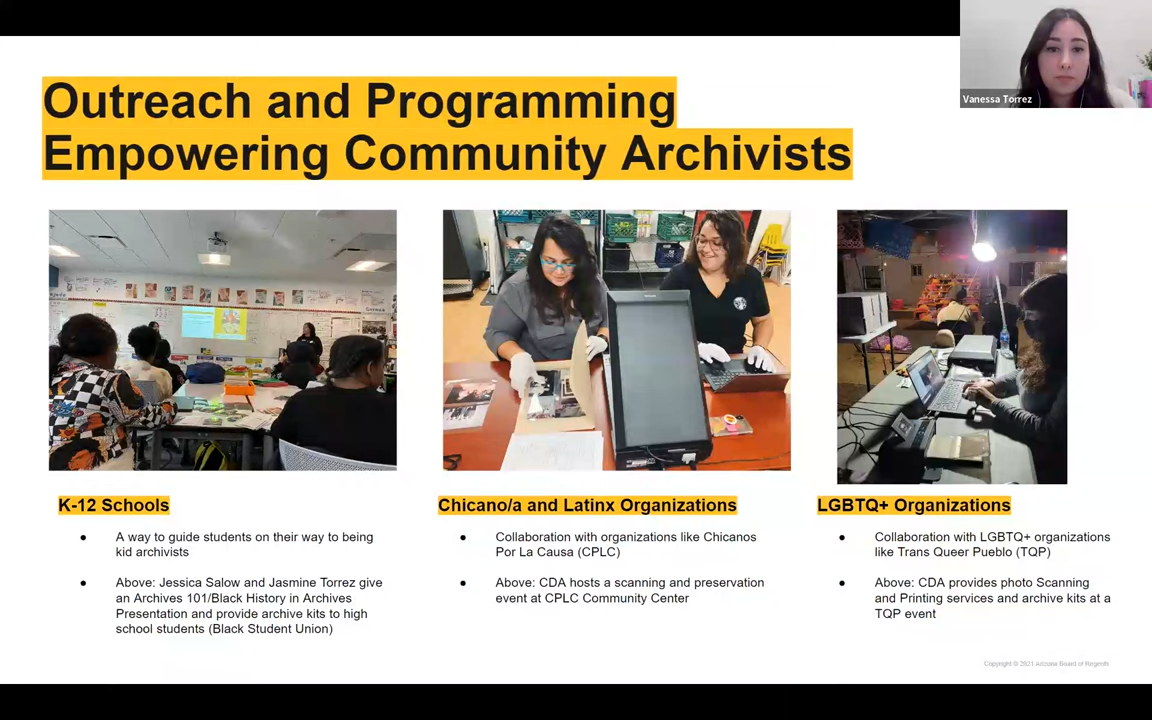 Vanessa Torrez
Outreach and Programming
Empowering Community Archivists
K-12 Schools
● A way to guide students on their way to being
kid archivists
● Above: Jessica Salow and Jasmine Torrez give
an Archives 101/Black History in Archives
Presentation and provide archive kits to high
school students (Black Student Union)
Chicano/a and Latinx Organizations
● Collaboration with organizations like Chicanos
Por La Causa (CPLC)
● Above: CDA hosts a scanning and preservation
event at CPLC Community Center
LGBTQ+ Organizations
● Collaboration with LGBTQ+ organizations
like Trans Queer Pueblo (TQP)
● Above: CDA provides photo Scanning
and Printing services and archive kits at a
TQP event
Copyright © 2021 Arizona Board of Regents